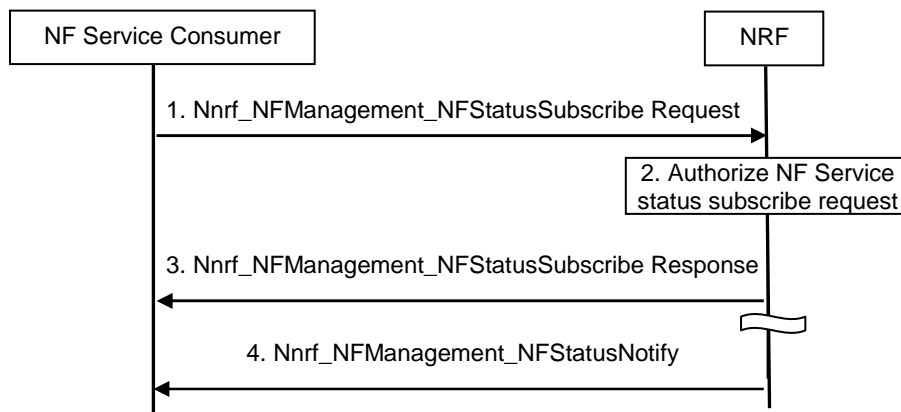 NF Service Consumer
NRF
1. Nnrf_NFManagement_NFStatusSubscribe Request
2. Authorize NF Service
status subscribe request
3. Nnrf_NFManagement_NFStatusSubscribe Response
4. Nnrf_NFManagement_NFStatusNotify